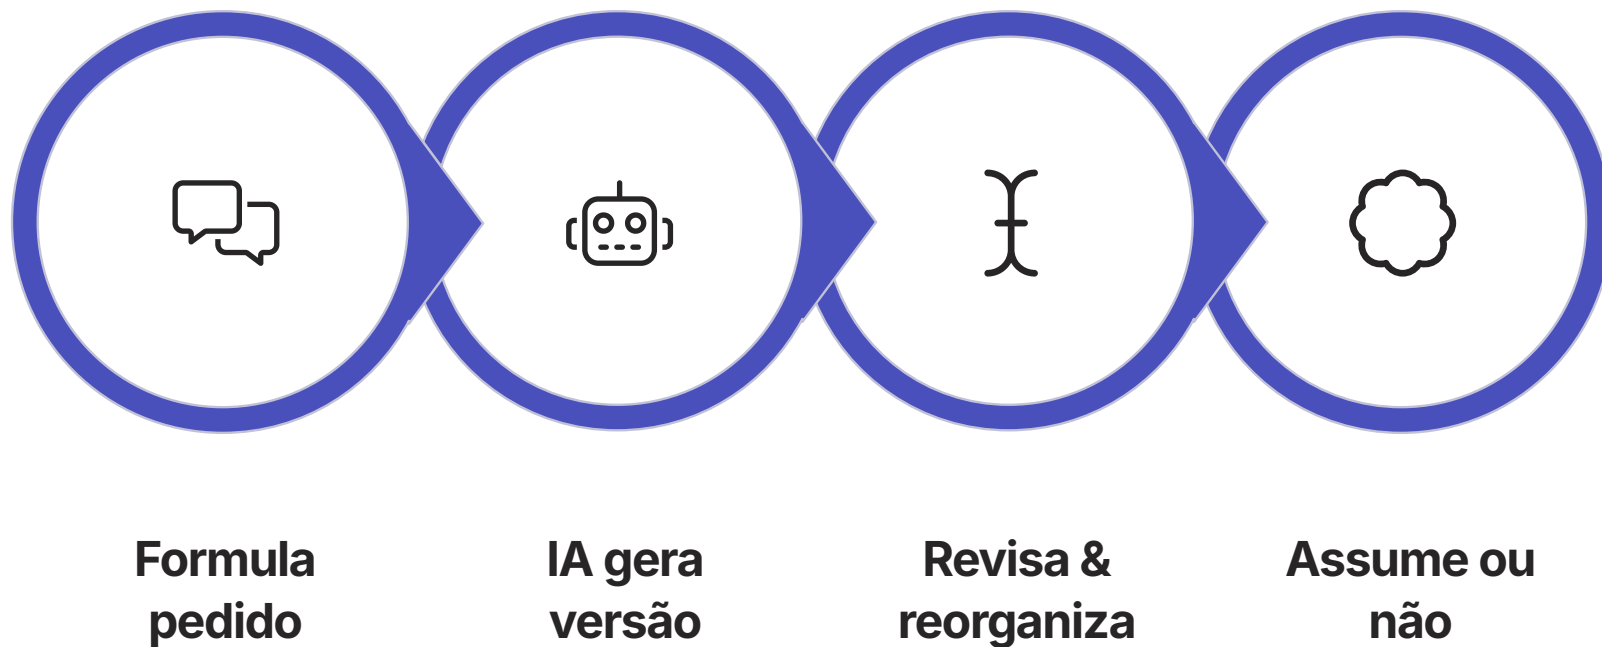 Formula
pedido
IA gera
versão
Revisa &
reorganiza
Assume ou
não